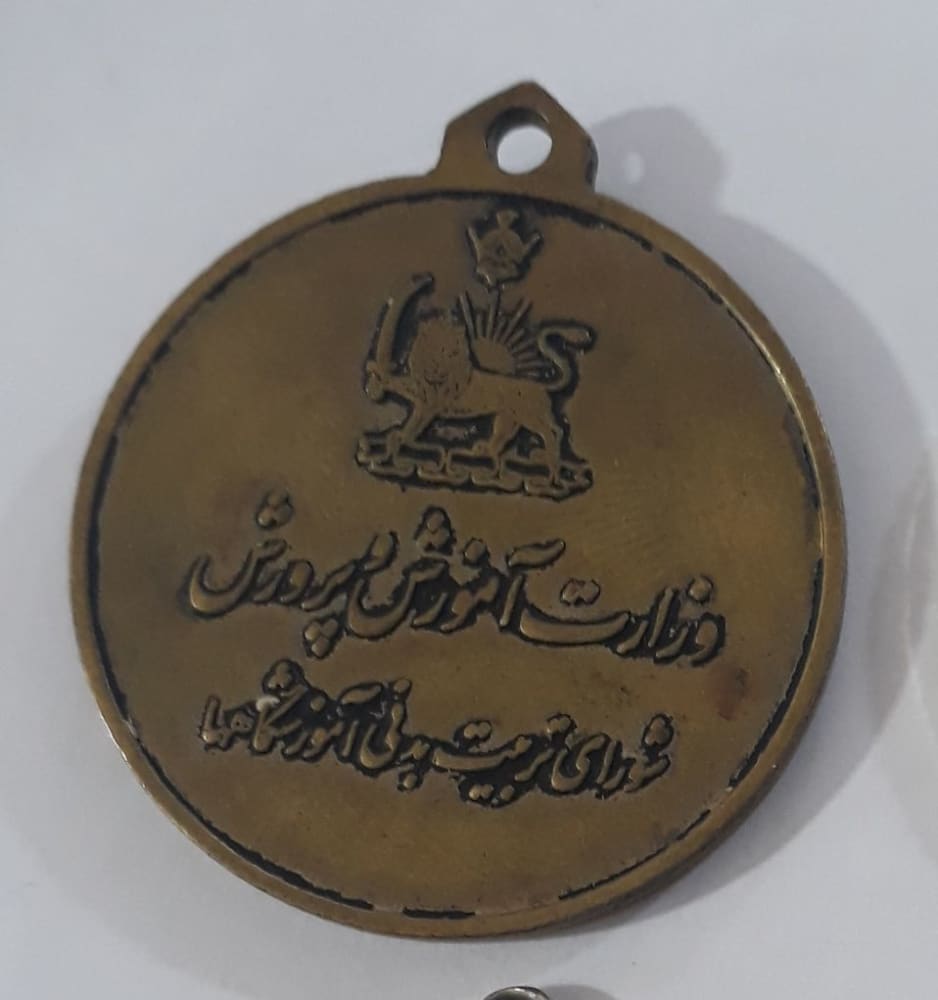 وزارت آموزش و پرورش
شورای تربیت بدنی آموزشگاهها